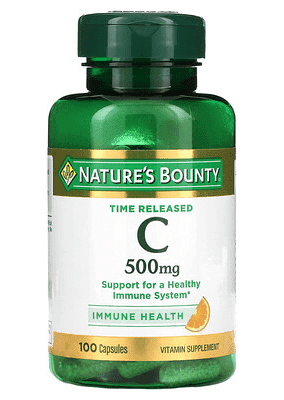 NATURE'S BOUNTY®
TIME RELEASED
C
500mg
Support for a Healthy
Immune System*
IMMUNE HEALTH
100 Capsules
VITAMIN SUPPLEMENT